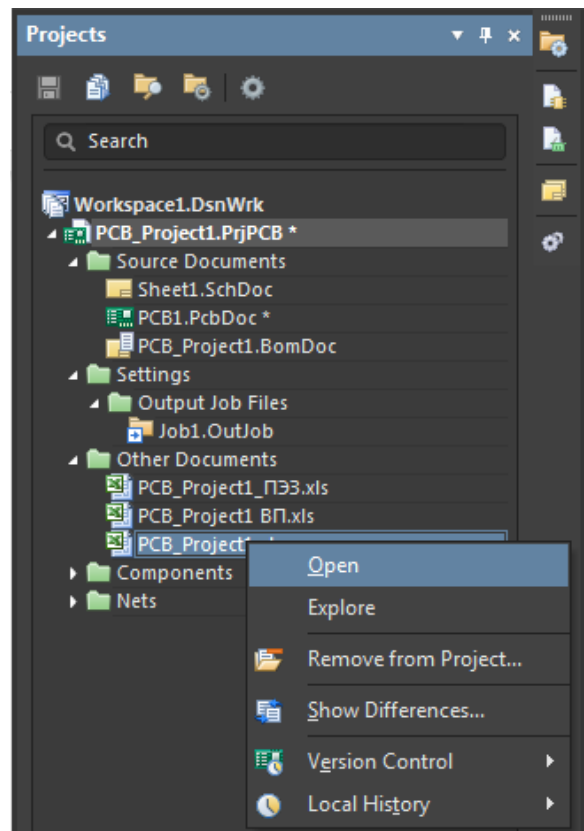 Projects
Search
Workspace1.DsnWrk
PCB_Project1.PrjPCB *
Source Documents
Sheet1.SchDoc
PCB1.PcbDoc *
PCB_Project1.BomDoc
Settings
Output Job Files
Job1.OutJob
Other Documents
PCB_Project1_ПЭ3.xls
PCB_Project1 ВП.xls
Components
Nets
Open
Explore
Remove from Project...
Show Differences...
Version Control
Local History